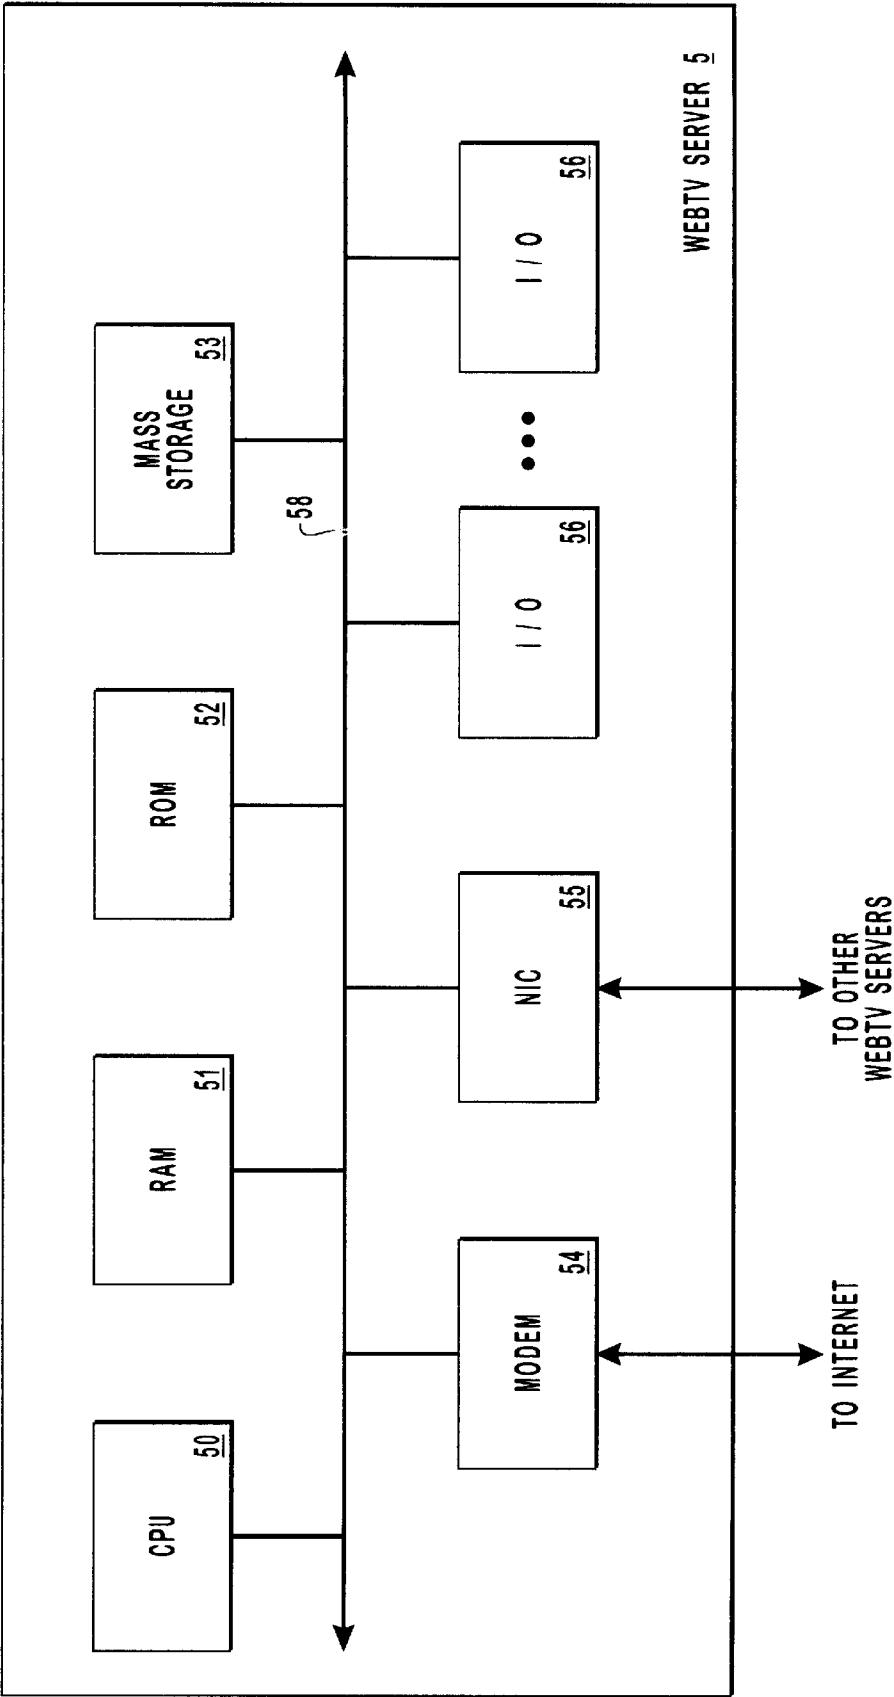 CPU
50
RAM
51
ROM
52
MASS
STORAGE
53
58
MODEM
54
NIC
55
I / O
56
I / O
56
WEBTV SERVER 5
TO INTERNET
TO OTHER
WEBTV SERVERS